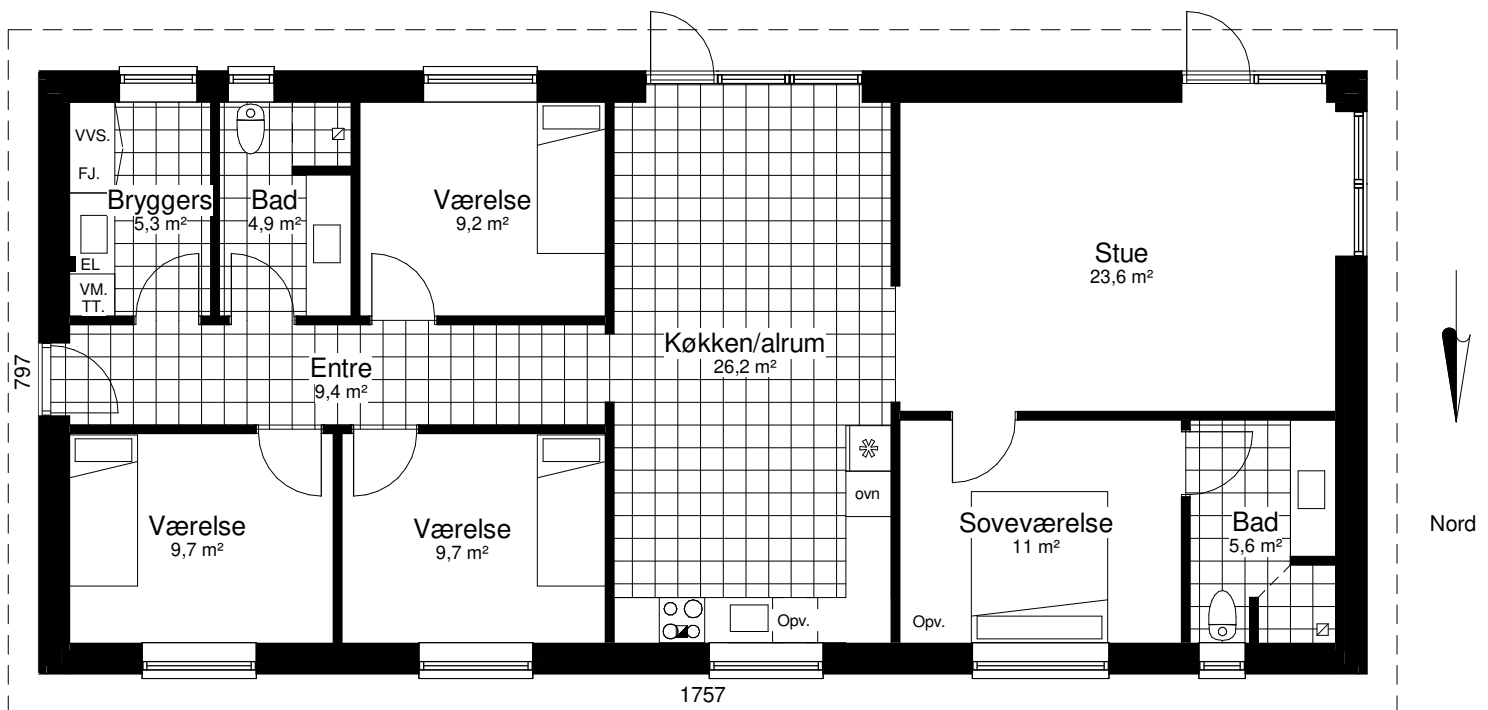 VVS.
FJ.
Bryggers
5,3 m²
EL
VM.
TT.
Bad
4,9 m²
Værelse
9,2 m²
Køkken/alrum
26,2 m²
Stue
23,6 m²
797
Entre
9,4 m²
Værelse
9,7 m²
Værelse
9,7 m²
ovn
Opv.
Opv.
Soveværelse
11 m²
Bad
5,6 m²
Nord
1757